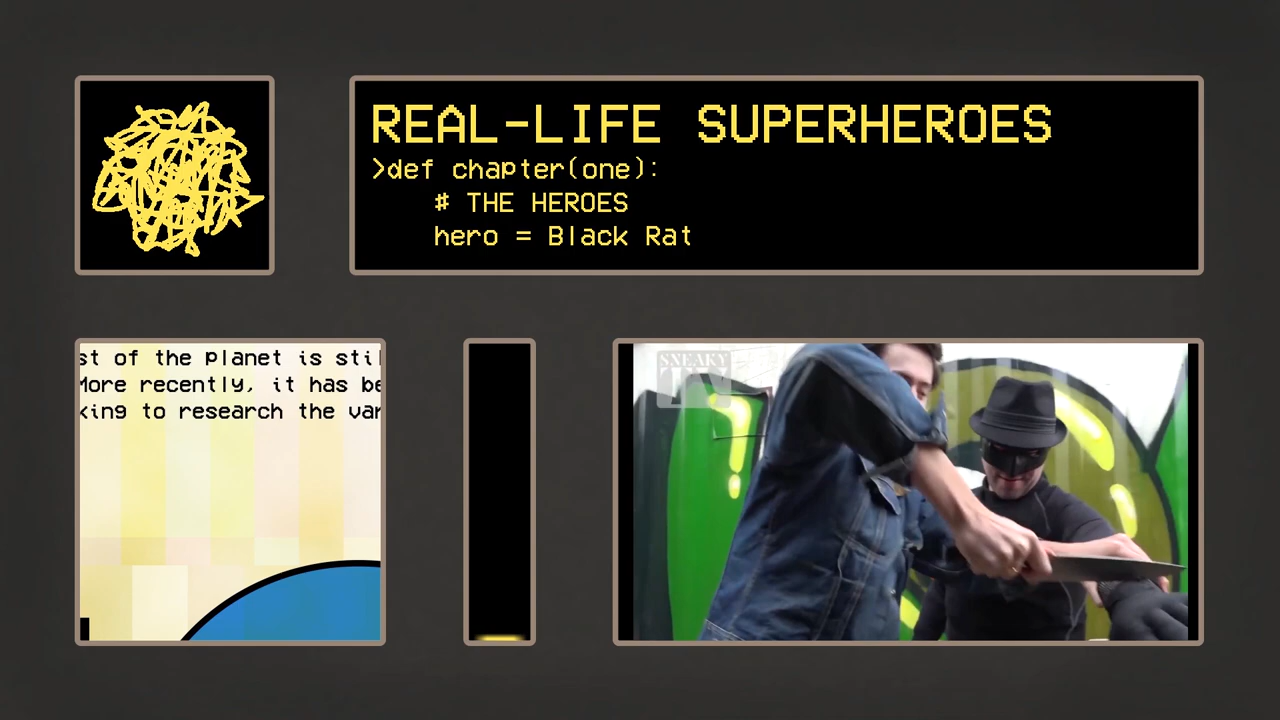 REAL-LIFE SUPERHEROES
>def chapter(one):
# THE HEROES
hero = Black Rat
st of the planet is stil
More recently, it has be
king to research the var
SNEAKY